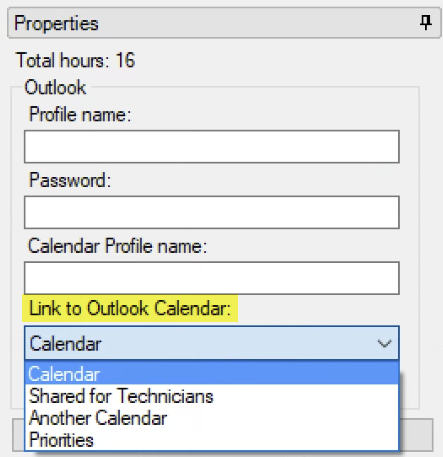 Properties
Total hours: 16
Outlook
Profile name:
Password:
Calendar Profile name:
Link to Outlook Calendar:
Calendar
Calendar
Shared for Technicians
Another Calendar
Priorities